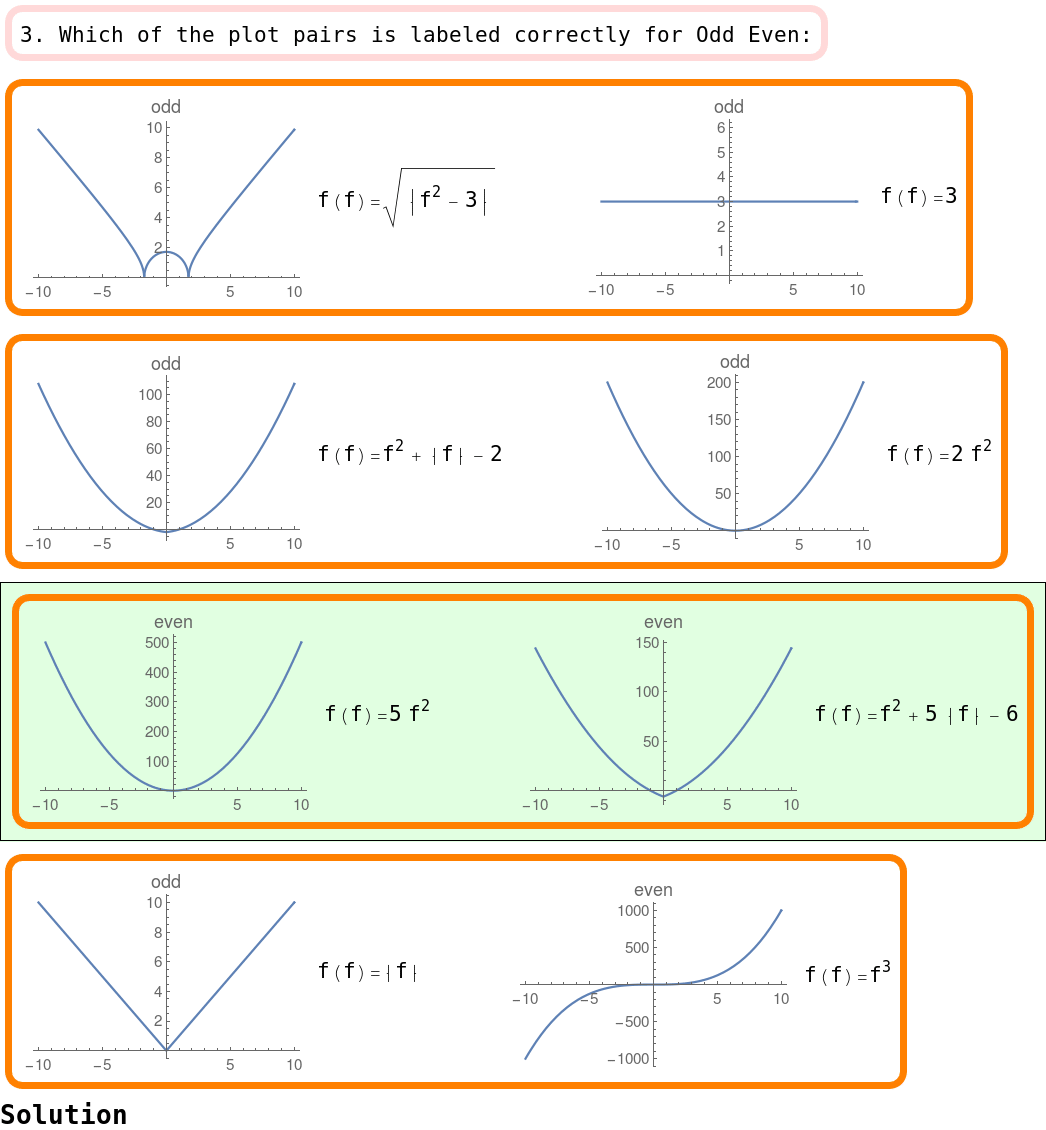 3. Which of the plot pairs is labeled correctly for Odd Even:
odd
10
8
6
4
2
−10 −5 5 10
f(f)=√|f² − 3|
odd
6
5
4
3
2
1
−10 −5 5 10
f(f)=3
odd
100
80
60
40
20
−10 −5 5 10
f(f)=f² + |f| − 2
odd
200
150
100
50
−10 −5 5 10
f(f)=2 f²
even
500
400
300
200
100
−10 −5 5 10
f(f)=5 f²
even
150
100
50
−10 −5 5 10
f(f)=f² + 5 |f| − 6
odd
10
8
6
4
2
−10 −5 5 10
f(f)=|f|
even
1000
500
−10 −5 5 10
−500
−1000
f(f)=f³
Solution